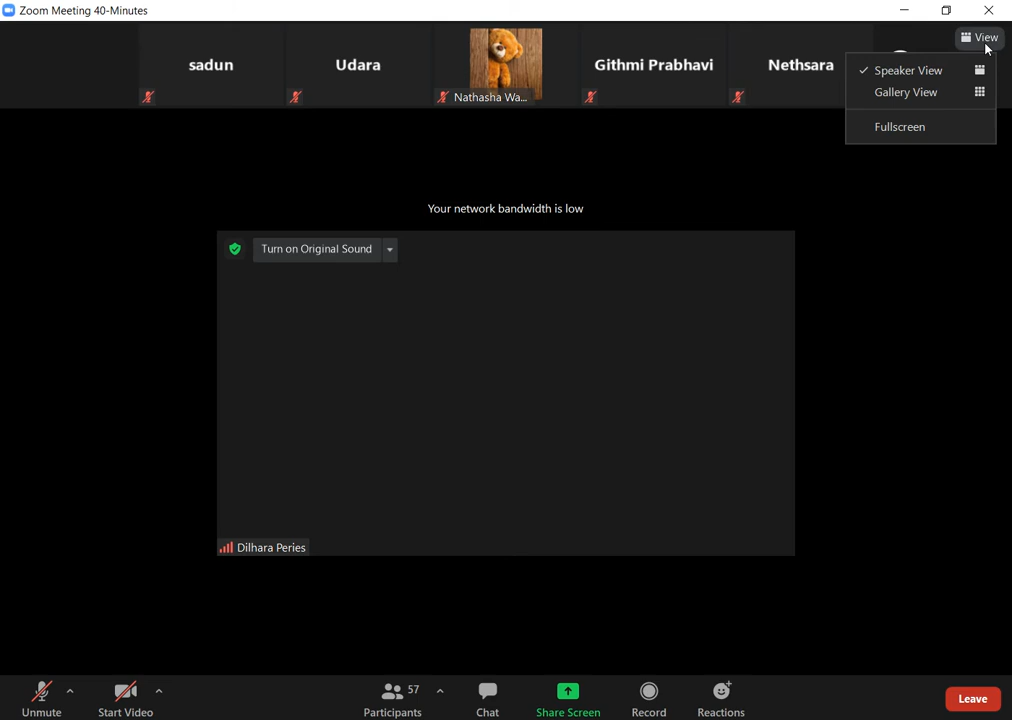 Zoom Meeting 40-Minutes
View
sadun
Udara
Nathasha Wa...
Githmi Prabhavi
Nethsara
Speaker View
Gallery View
Fullscreen
Your network bandwidth is low
Turn on Original Sound
Dilhara Peries
57
Unmute
Start Video
Participants
Chat
Share Screen
Record
Reactions
Leave